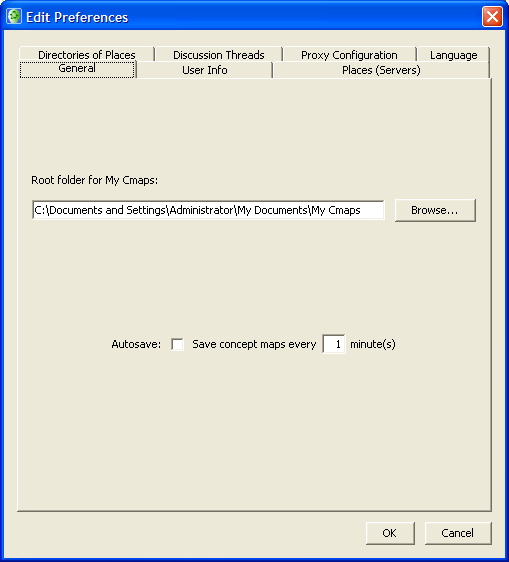 Edit Preferences
Directories of Places Discussion Threads Proxy Configuration Language
General User Info Places (Servers)
Root folder for My Cmaps:
C:\Documents and Settings\Administrator\My Documents\My Cmaps Browse...
Autosave: Save concept maps every 1 minute(s)
OK Cancel